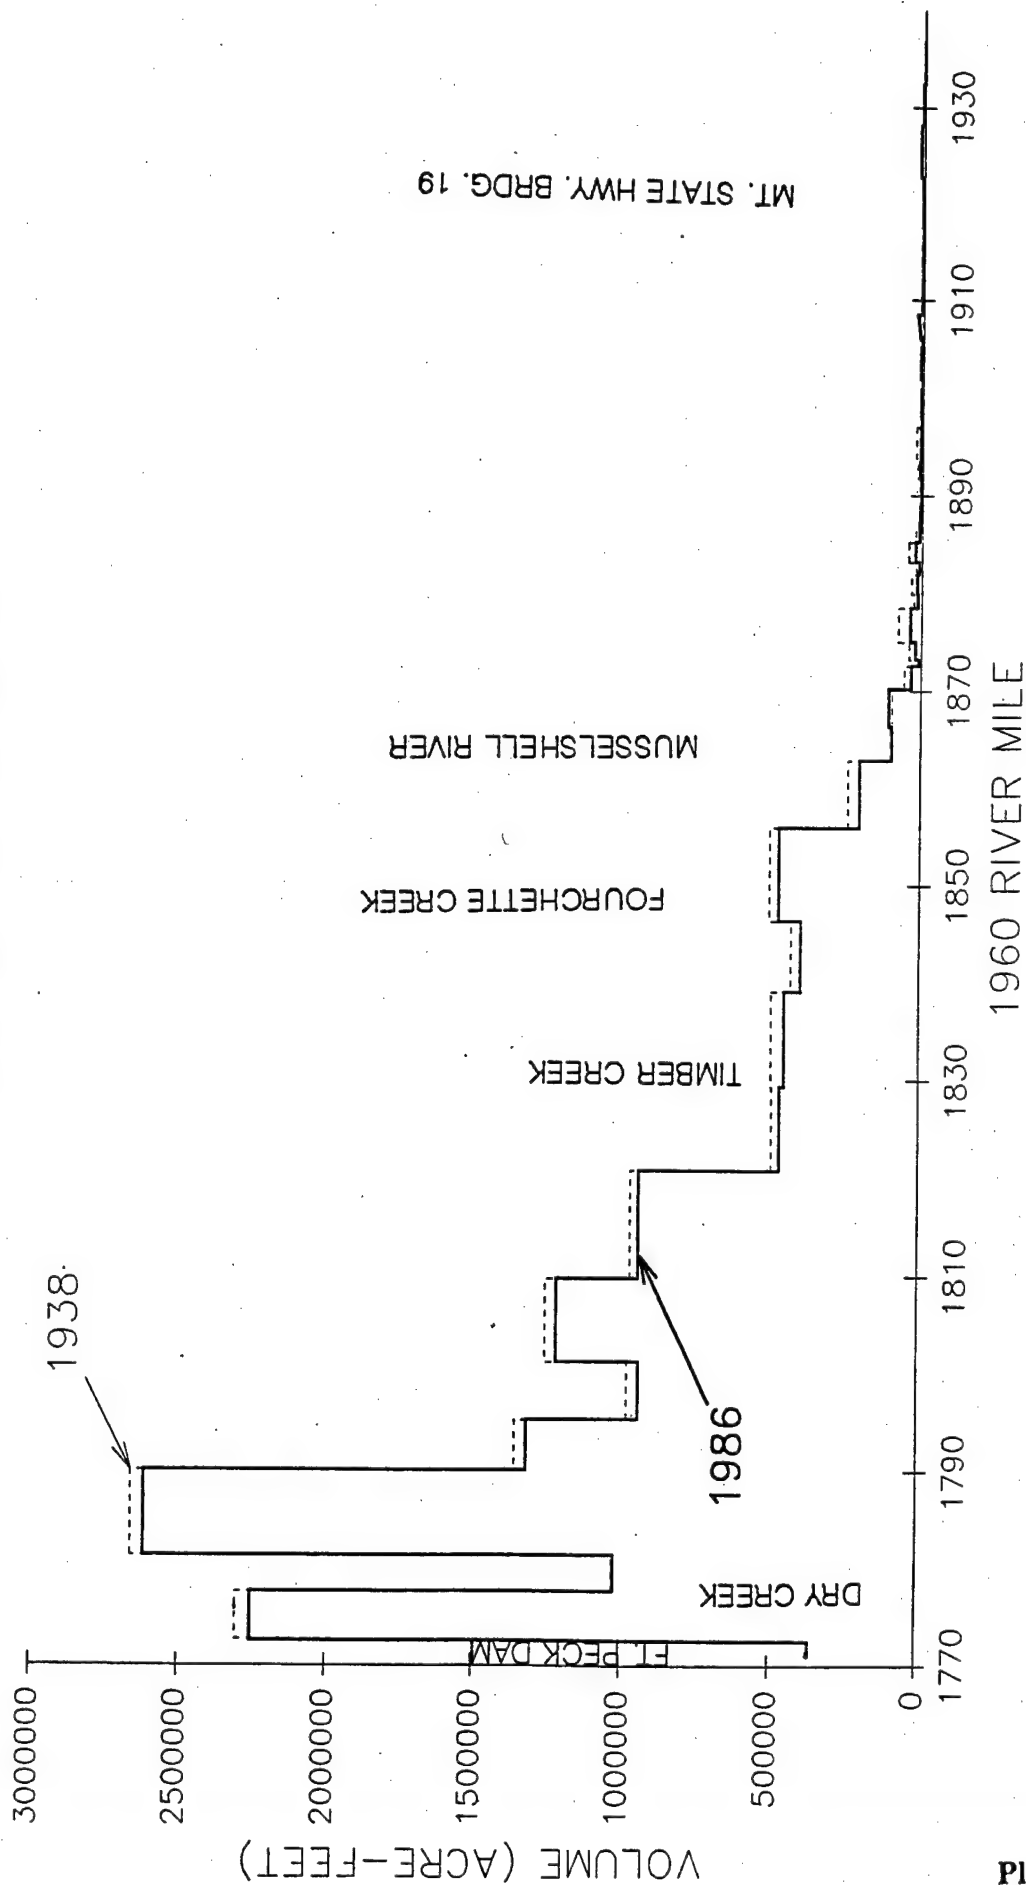 VOLUME (ACRE-FEET)
3000000
2500000
2000000
1500000
1000000
500000
0
1938
1986
FT. PECK DAM
DRY CREEK
TIMBER CREEK
FOURCHETTE CREEK
MUSSELSHELL RIVER
MT. STATE HWY. BRDG. 19
1770
1790
1810
1830
1850
1870
1890
1910
1930
1960 RIVER MILE
Pl